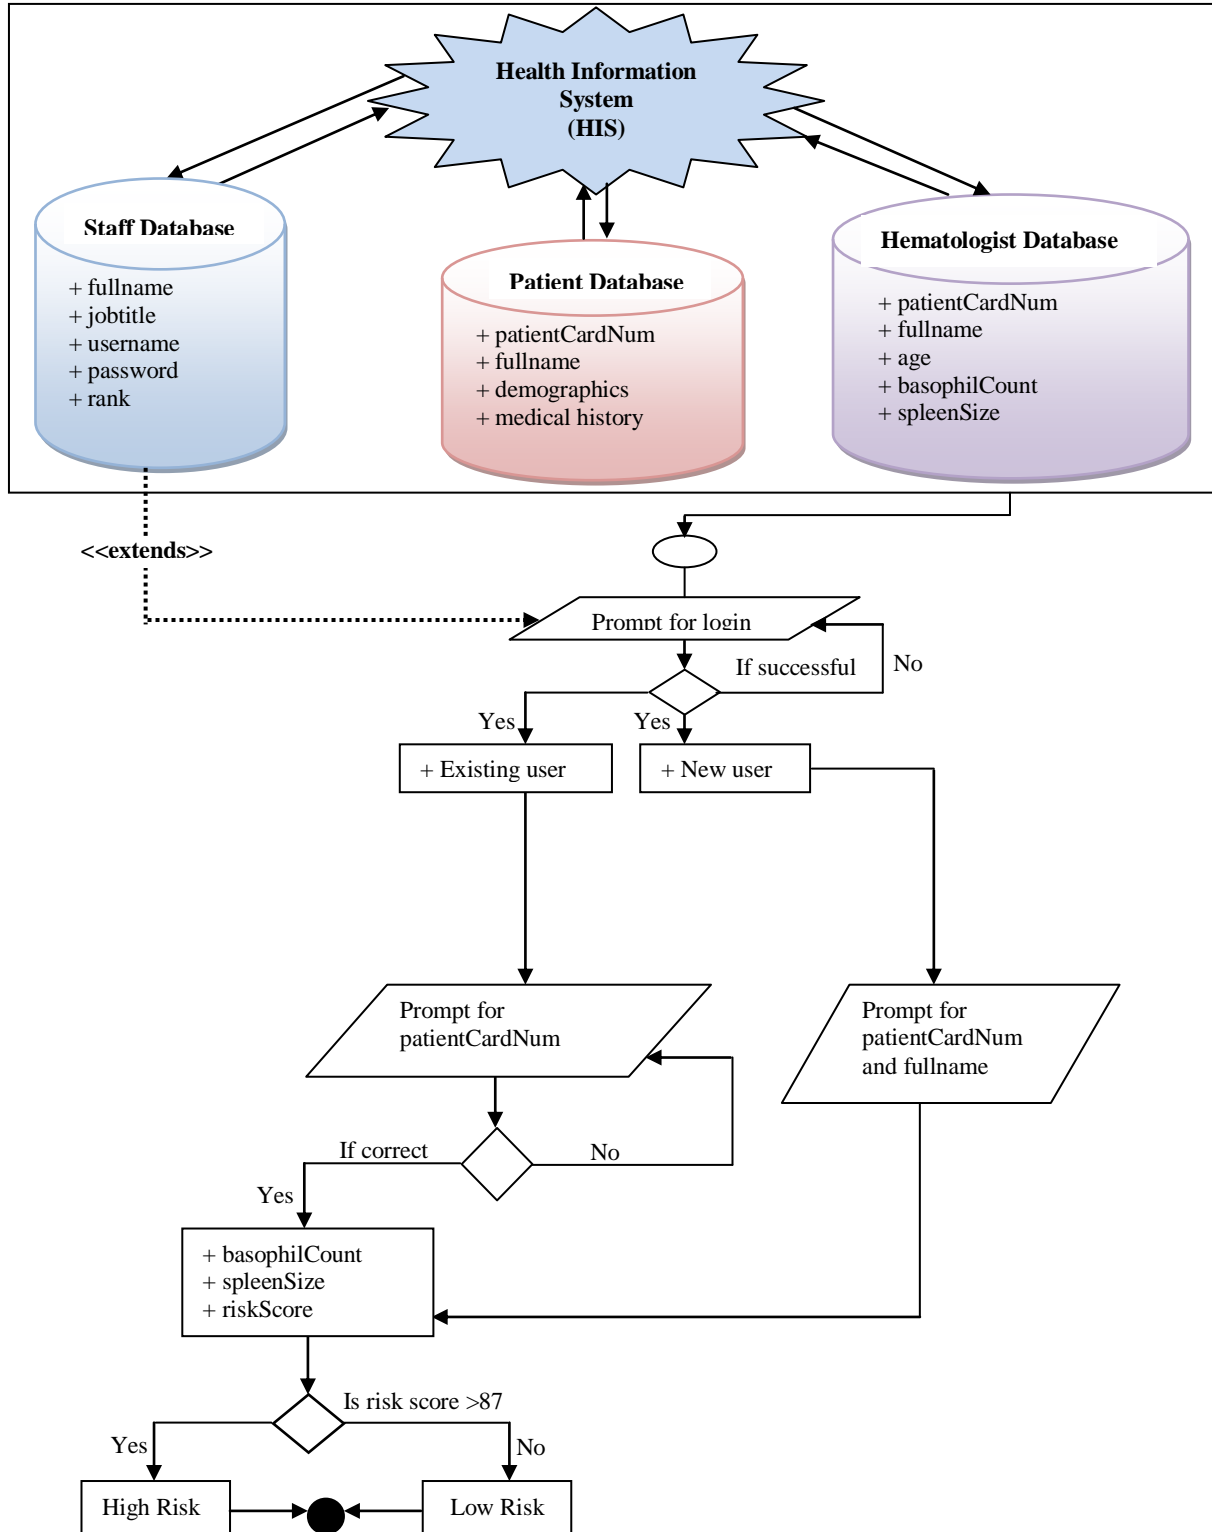 Health Information
System
(HIS)
Staff Database
+ fullname
+ jobtitle
+ username
+ password
+ rank
Patient Database
+ patientCardNum
+ fullname
+ demographics
+ medical history
Hematologist Database
+ patientCardNum
+ fullname
+ age
+ basophilCount
+ spleenSize
<<extends>>
Prompt for login
If successful
No
Yes
Yes
+ Existing user
+ New user
Prompt for
patientCardNum
Prompt for
patientCardNum
and fullname
If correct
No
Yes
+ basophilCount
+ spleenSize
+ riskScore
Is risk score >87
Yes
No
High Risk
Low Risk